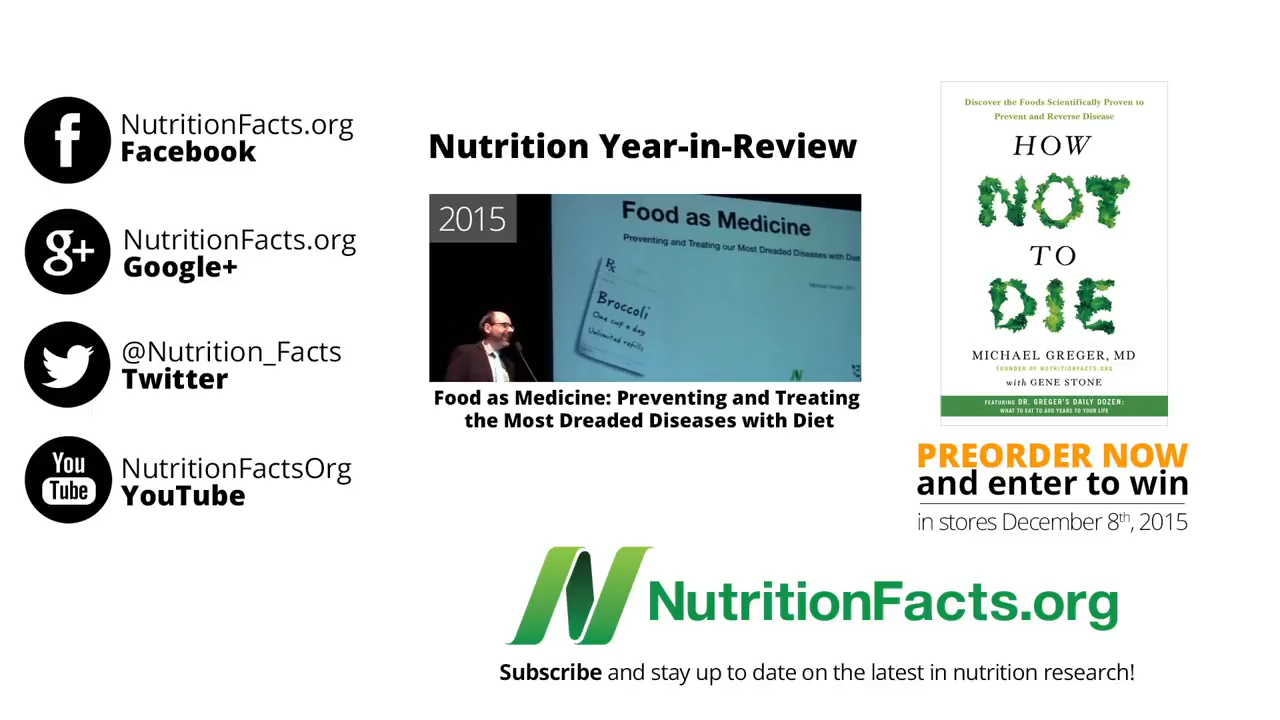 NutritionFacts.org
Facebook
g+
NutritionFacts.org
Google+
@Nutrition_Facts
Twitter
You
Tube
NutritionFactsOrg
YouTube
Nutrition Year-in-Review
2015
Food as Medicine
Preventing and Treating our Most Dreaded Diseases with Diet
Rx
Broccoli
One cup a day
Unlimited refills
Food as Medicine: Preventing and Treating
the Most Dreaded Diseases with Diet
Discover the Foods Scientifically Proven to
Prevent and Reverse Disease
HOW
NOT
TO
DIE
MICHAEL GREGER, MD
FOUNDER OF NUTRITIONFACTS.ORG
with GENE STONE
FEATURING DR. GREGER'S DAILY DOZEN:
WHAT TO EAT TO ADD YEARS TO YOUR LIFE
PREORDER NOW
and enter to win
in stores December 8th, 2015
NutritionFacts.org
Subscribe and stay up to date on the latest in nutrition research!